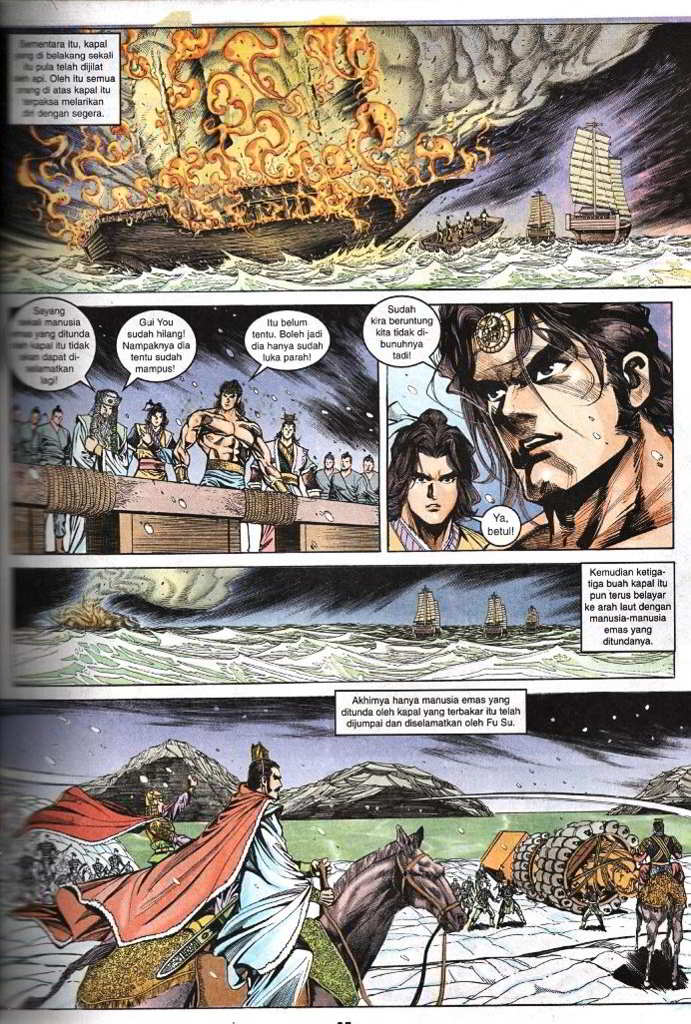 Sementara itu, kapal
yang di belakang sekali
itu pula telah dijilat
oleh api. Oleh itu semua
orang di atas kapal itu
terpaksa melarikan
diri dengan segera.
Sayang
sekali manusia
emas yang ditunda
oleh kapal itu tidak
akan dapat di-
selamatkan
lagi!
Gui You
sudah hilang!
Nampaknya dia
tentu sudah
mampus!
Itu belum
tentu. Boleh jadi
dia hanya sudah
luka parah!
Sudah
kira beruntung
kita tidak di-
bunuhnya
tadi!
Ya,
betul!
Kemudian ketiga-
tiga buah kapal itu
pun terus belayar
ke arah laut dengan
manusia-manusia
emas yang
ditundanya.
Akhirnya hanya manusia emas yang
ditunda oleh kapal yang terbakar itu telah
dijumpai dan diselamatkan oleh Fu Su.